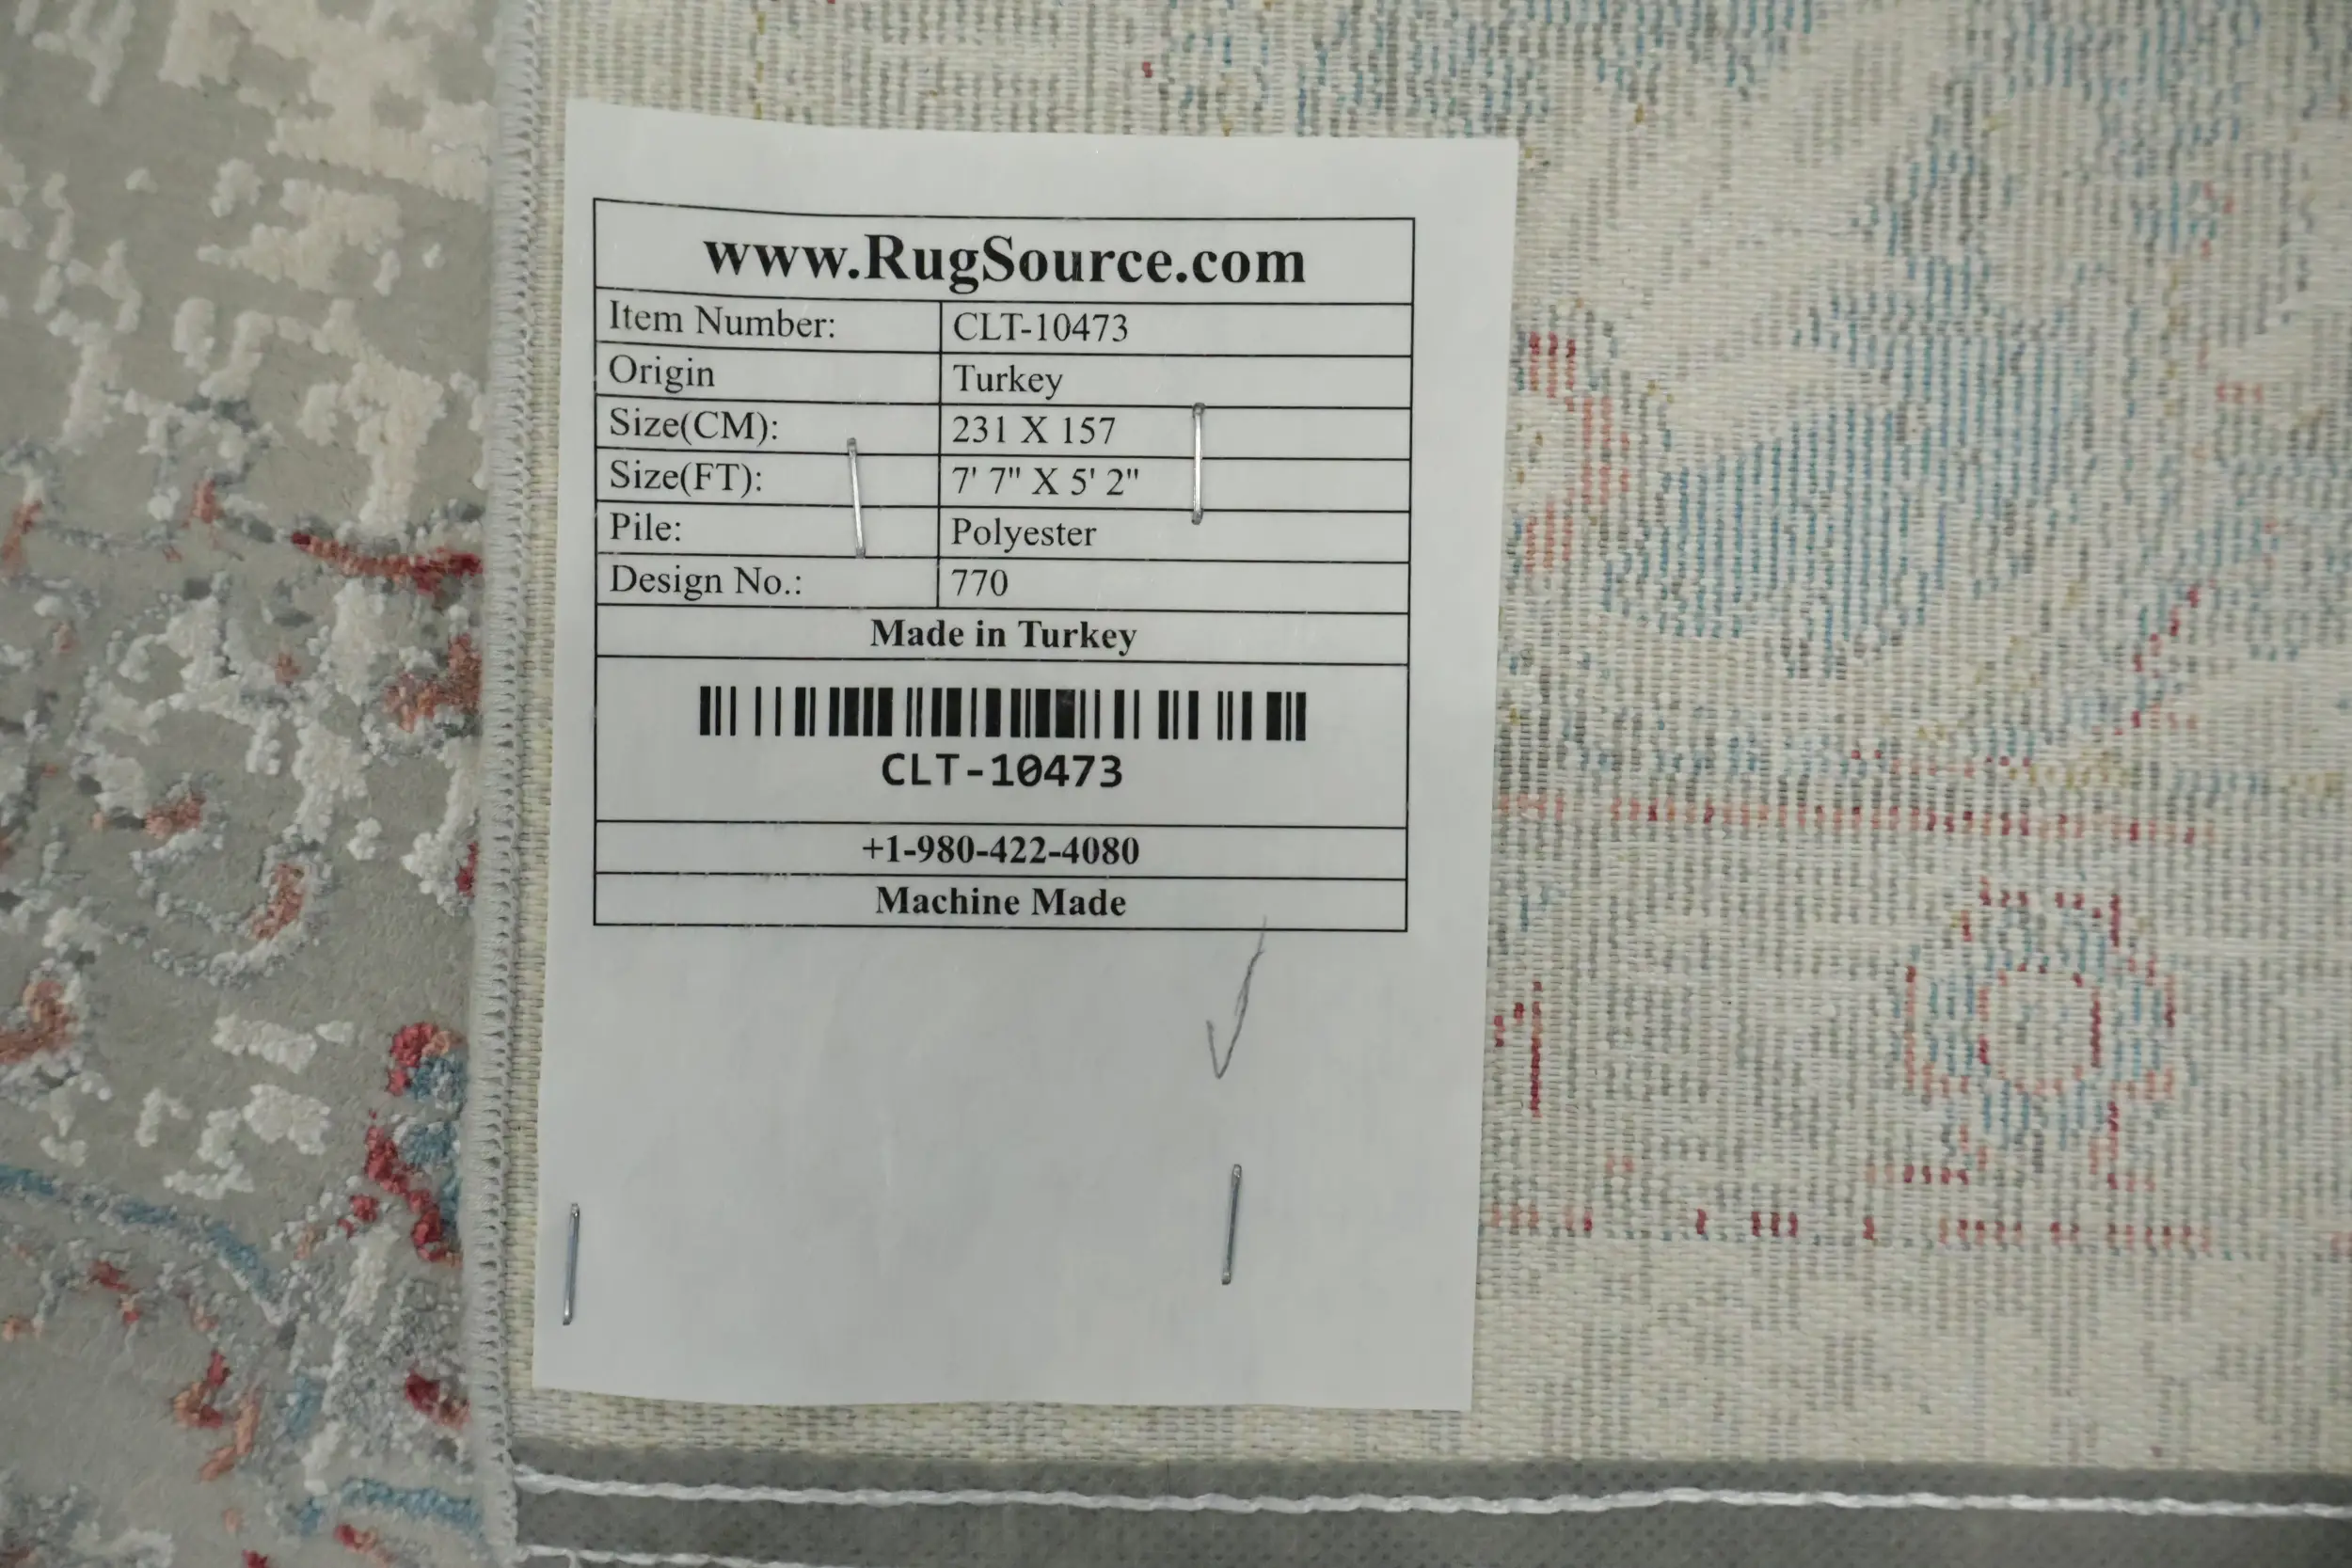 www.RugSource.com
Item Number: CLT-10473
Origin Turkey
Size(CM): 231 X 157
Size(FT): 7' 7" X 5' 2"
Pile: Polyester
Design No.: 770
Made in Turkey
CLT-10473
+1-980-422-4080
Machine Made